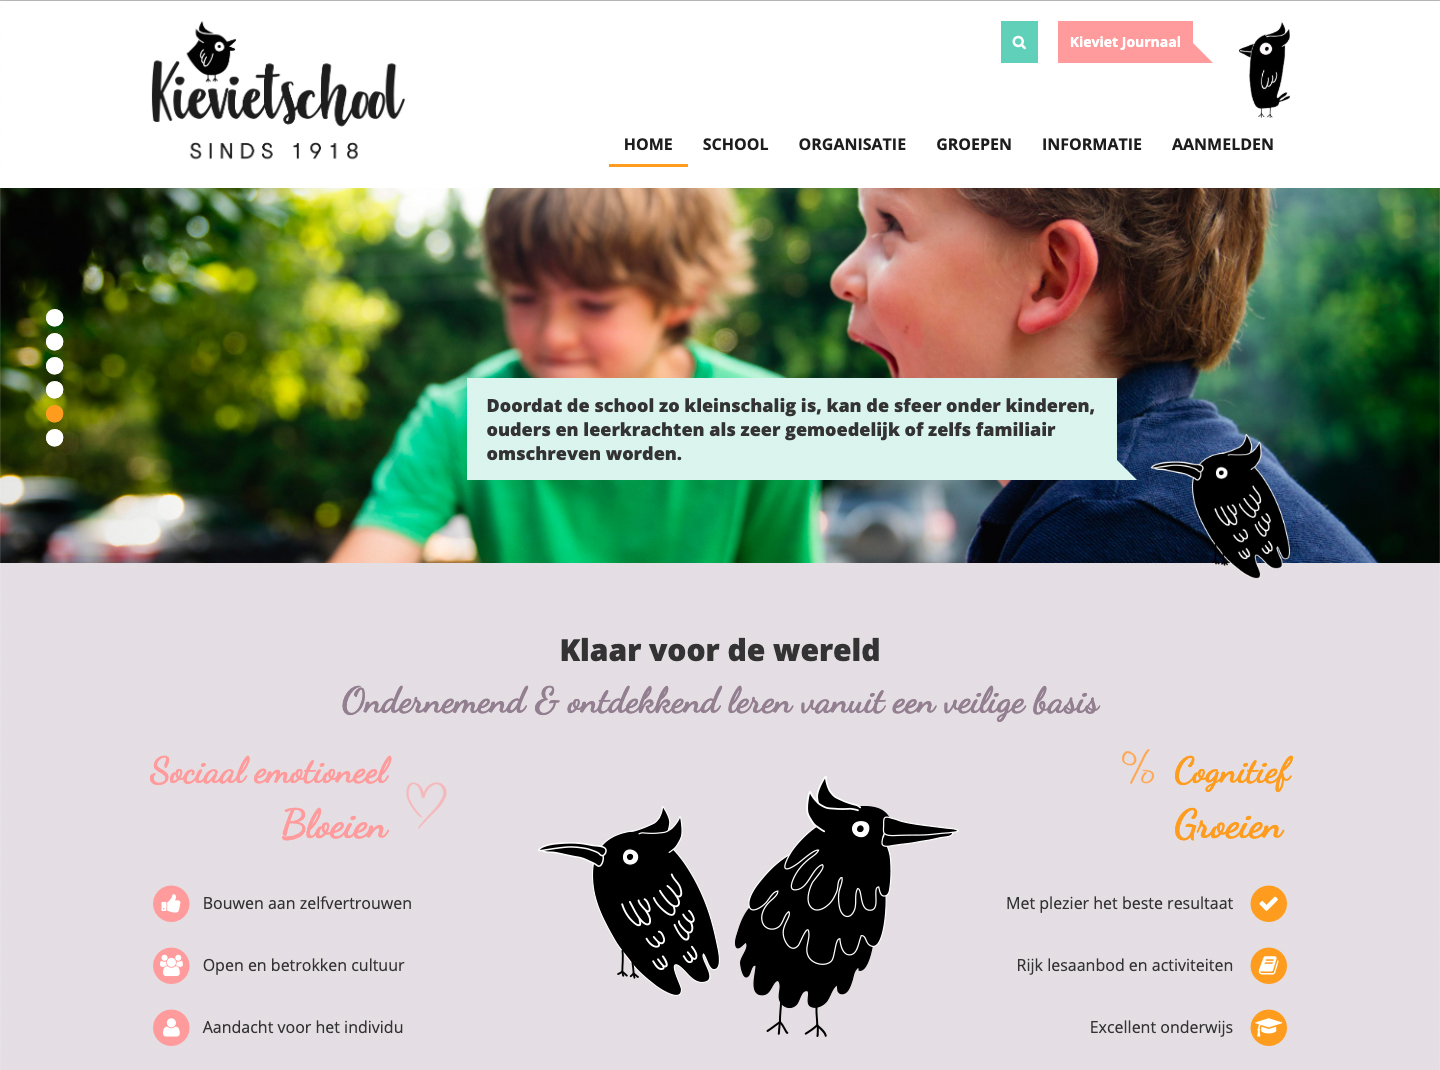 Kievietschool
SINDS 1918
Kieviet Journaal
HOME SCHOOL ORGANISATIE GROEPEN INFORMATIE AANMELDEN
Doordat de school zo kleinschalig is, kan de sfeer onder kinderen,
ouders en leerkrachten als zeer gemoedelijk of zelfs familiair
omschreven worden.
Klaar voor de wereld
Ondernemend & ontdekkend leren vanuit een veilige basis
Sociaal emotioneel
Bloeien
% Cognitief
Groeien
Bouwen aan zelfvertrouwen
Open en betrokken cultuur
Aandacht voor het individu
Met plezier het beste resultaat
Rijk lesaanbod en activiteiten
Excellent onderwijs